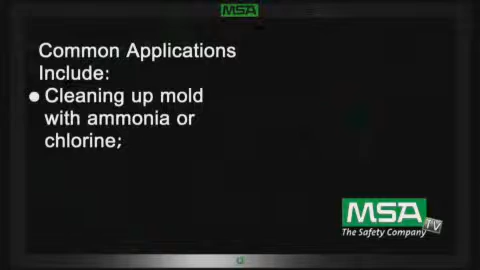 MSA
Common Applications
Include:
Cleaning up mold
with ammonia or
chlorine;
MSA
TV
The Safety Company